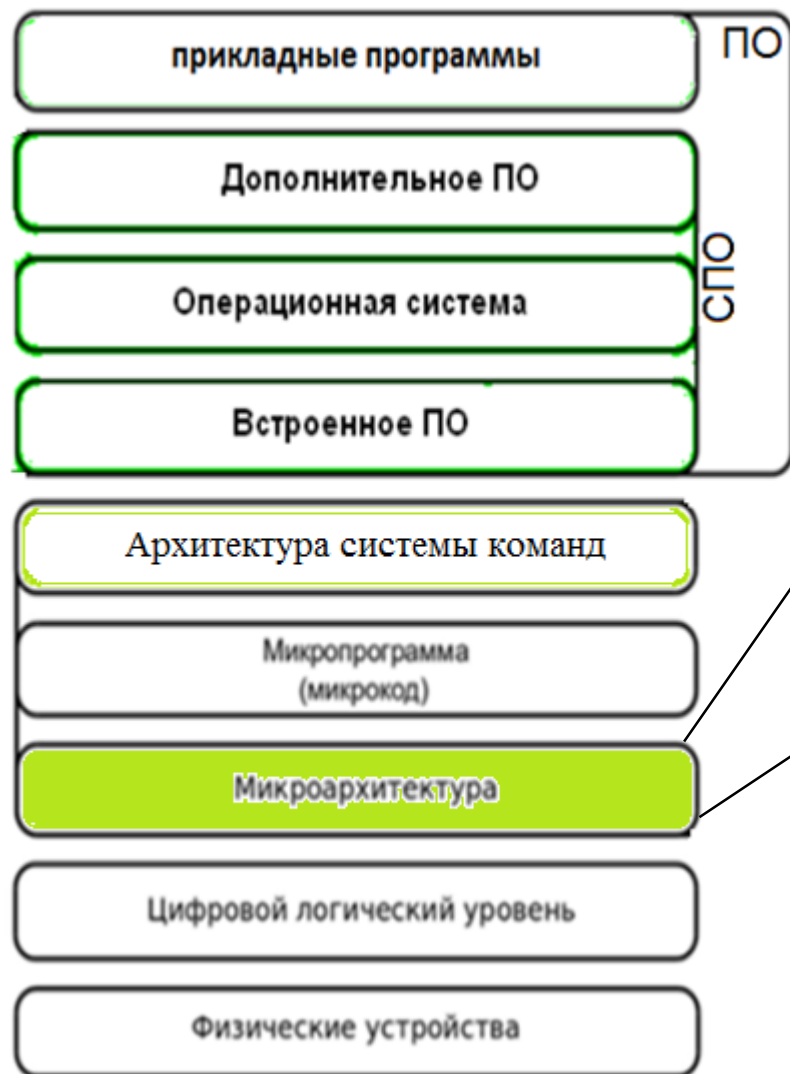 прикладные программы
ПО
Дополнительное ПО
СПО
Операционная система
Встроенное ПО
Архитектура системы команд
Микропрограмма
(микрокод)
Микроархитектура
Цифровой логический уровень
Физические устройства